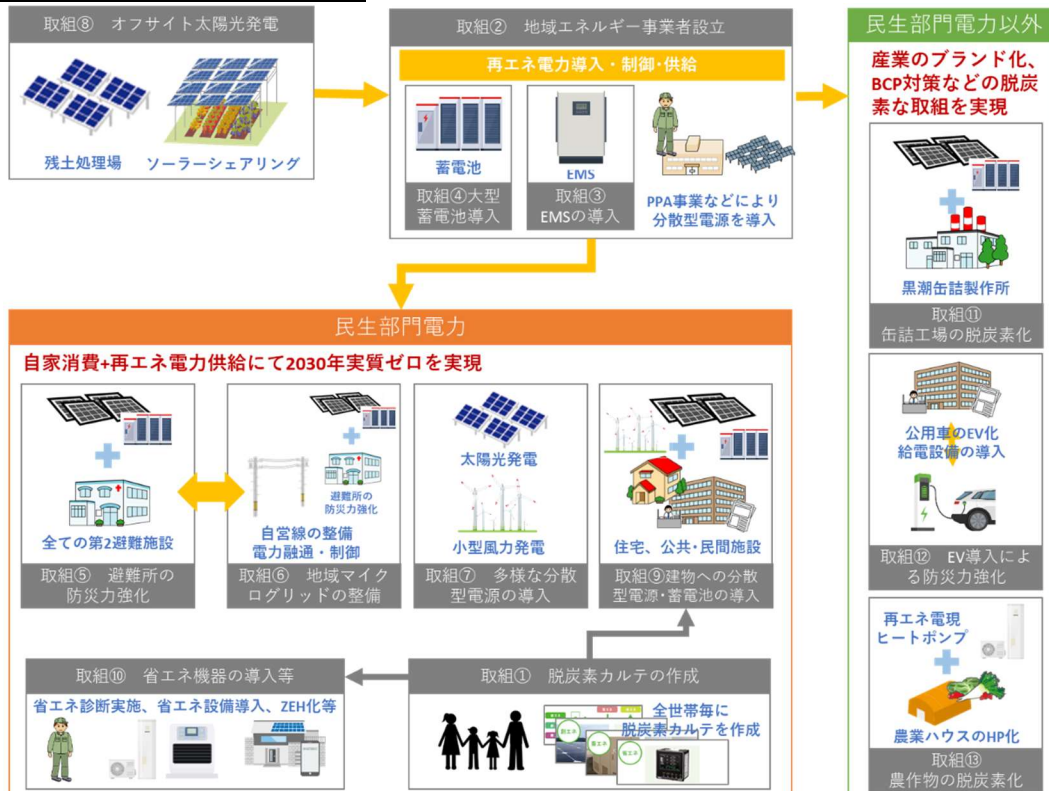 取組⑧ オフサイト太陽光発電
残土処理場
ソーラーシェアリング
取組② 地域エネルギー事業者設立
再エネ電力導入・制御・供給
蓄電池
取組④大型
蓄電池導入
EMS
取組③
EMSの導入
PPA事業などにより
分散型電源を導入
民生部門電力以外
産業のブランド化、
BCP対策などの脱炭
素な取組を実現
黒潮缶詰製作所
取組⑪
缶詰工場の脱炭素化
公用車のEV化
給電設備の導入
取組⑫ EV導入によ
る防災力強化
再エネ電現
ヒートポンプ
農業ハウスのHP化
取組⑬
農作物の脱炭素化
民生部門電力
自家消費+再エネ電力供給にて2030年実質ゼロを実現
全ての第2避難施設
取組⑤ 避難所の
防災力強化
避難所の
防災力強化
自営線の整備
電力融通・制御
取組⑥ 地域マイク
ログリッドの整備
太陽光発電
小型風力発電
取組⑦ 多様な分散
型電源の導入
住宅、公共・民間施設
取組⑨建物への分散
型電源・蓄電池の導入
取組⑩ 省エネ機器の導入等
省エネ診断実施、省エネ設備導入、ZEH化等
取組① 脱炭素カルテの作成
全世帯毎に
脱炭素カルテを作成
創エネ
蓄エネ
省エネ